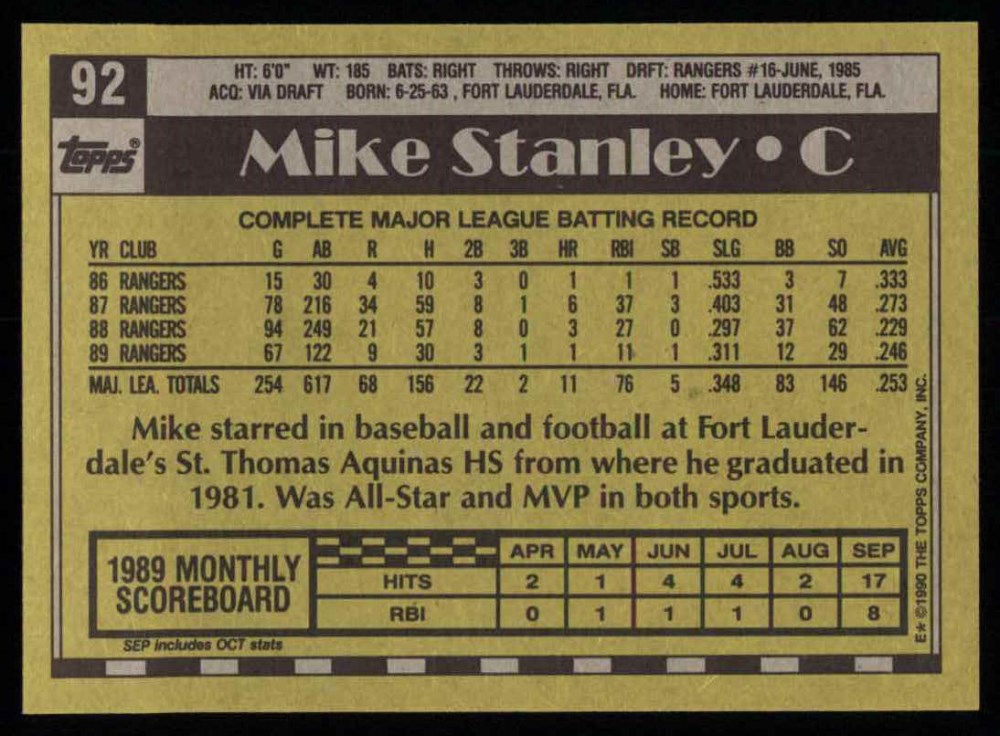 92
HT: 6'0" WT: 185 BATS: RIGHT THROWS: RIGHT DRFT: RANGERS #16-JUNE, 1985
ACQ: VIA DRAFT BORN: 6-25-63 , FORT LAUDERDALE, FLA. HOME: FORT LAUDERDALE, FLA.
topps®
Mike Stanley • C
COMPLETE MAJOR LEAGUE BATTING RECORD
YR CLUB G AB R H 2B 3B HR RBI SB SLG BB SO AVG
86 RANGERS 15 30 4 10 3 0 1 1 1 .533 3 7 .333
87 RANGERS 78 216 34 59 8 1 6 37 3 .403 31 48 .273
88 RANGERS 94 249 21 57 8 0 3 27 0 .297 37 62 .229
89 RANGERS 67 122 9 30 3 1 1 11 1 .311 12 29 .246
MAJ. LEA. TOTALS 254 617 68 156 22 2 11 76 5 .348 83 146 .253
Mike starred in baseball and football at Fort Lauder-
dale's St. Thomas Aquinas HS from where he graduated in
1981. Was All-Star and MVP in both sports.
1989 MONTHLY
SCOREBOARD
APR MAY JUN JUL AUG SEP
HITS 2 1 4 4 2 17
RBI 0 1 1 1 0 8
SEP includes OCT stats
E* ©1990 THE TOPPS COMPANY, INC.